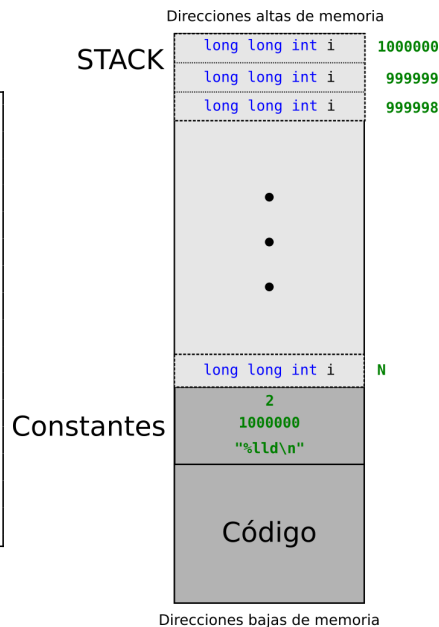 Direcciones altas de memoria
STACK
long long int i 1000000
long long int i 999999
long long int i 999998
long long int i N
Constantes
2
1000000
"%lld\n"
Código
Direcciones bajas de memoria